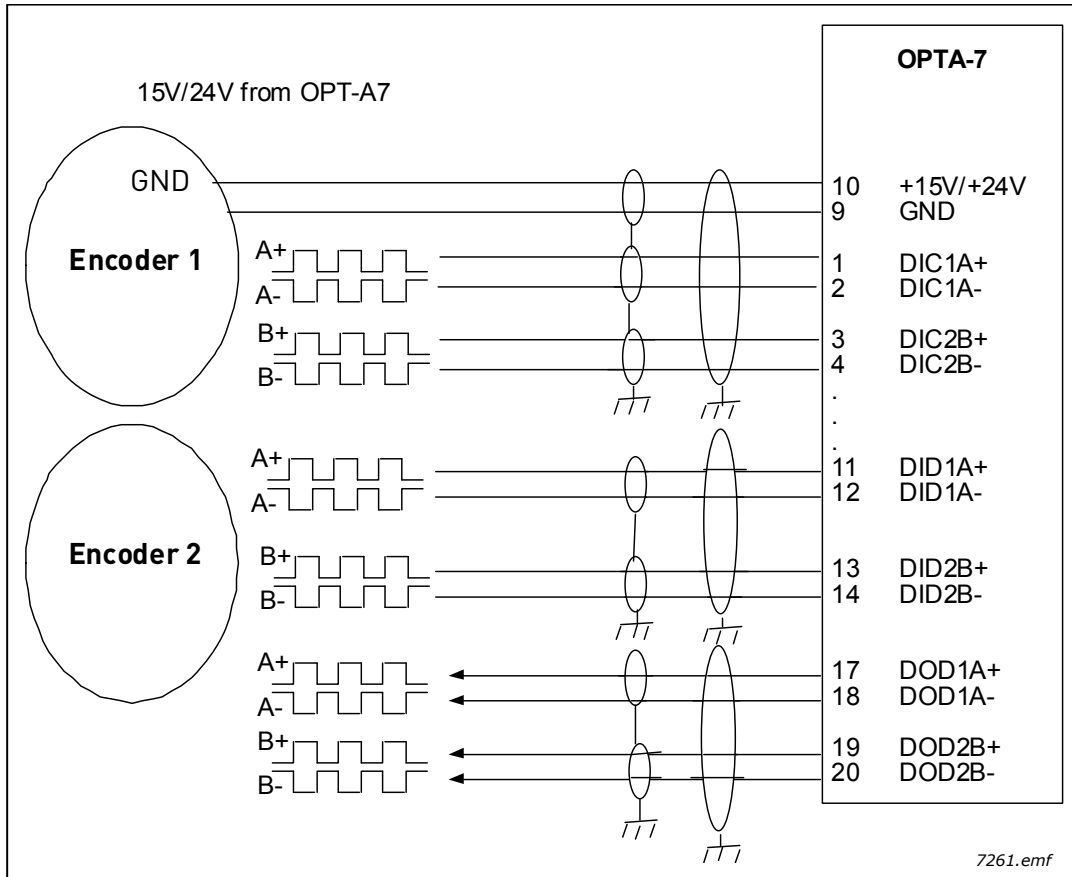 OPTA-7
15V/24V from OPT-A7
GND
10 +15V/+24V
9 GND
Encoder 1
A+
1 DIC1A+
A-
2 DIC1A-
B+
3 DIC2B+
B-
4 DIC2B-
.
.
.
A+
11 DID1A+
A-
12 DID1A-
Encoder 2
B+
13 DID2B+
B-
14 DID2B-
A+
17 DOD1A+
A-
18 DOD1A-
B+
19 DOD2B+
B-
20 DOD2B-
7261.emf